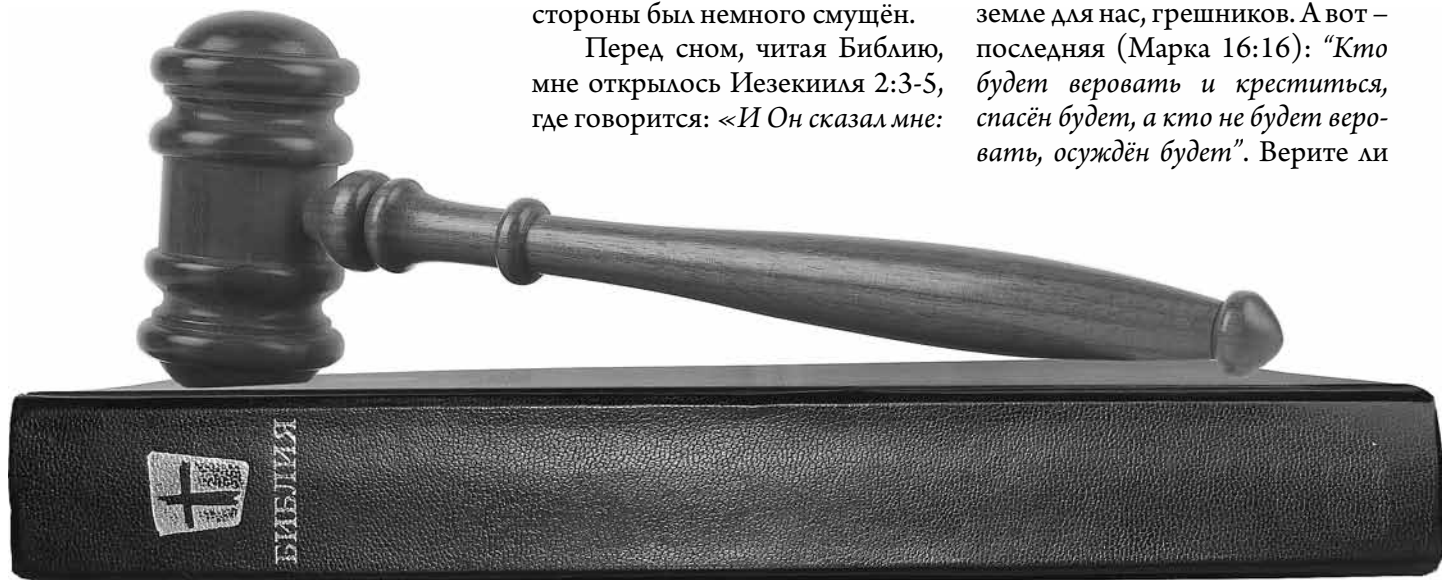 стороны был немного смущён.
Перед сном, читая Библию,
мне открылось Иезекииля 2:3-5,
где говорится: «И Он сказал мне:
земле для нас, грешников. А вот –
последняя (Марка 16:16): “Кто
будет веровать и креститься,
спасён будет, а кто не будет веро-
вать, осуждён будет”. Верите ли
БИБЛИЯ